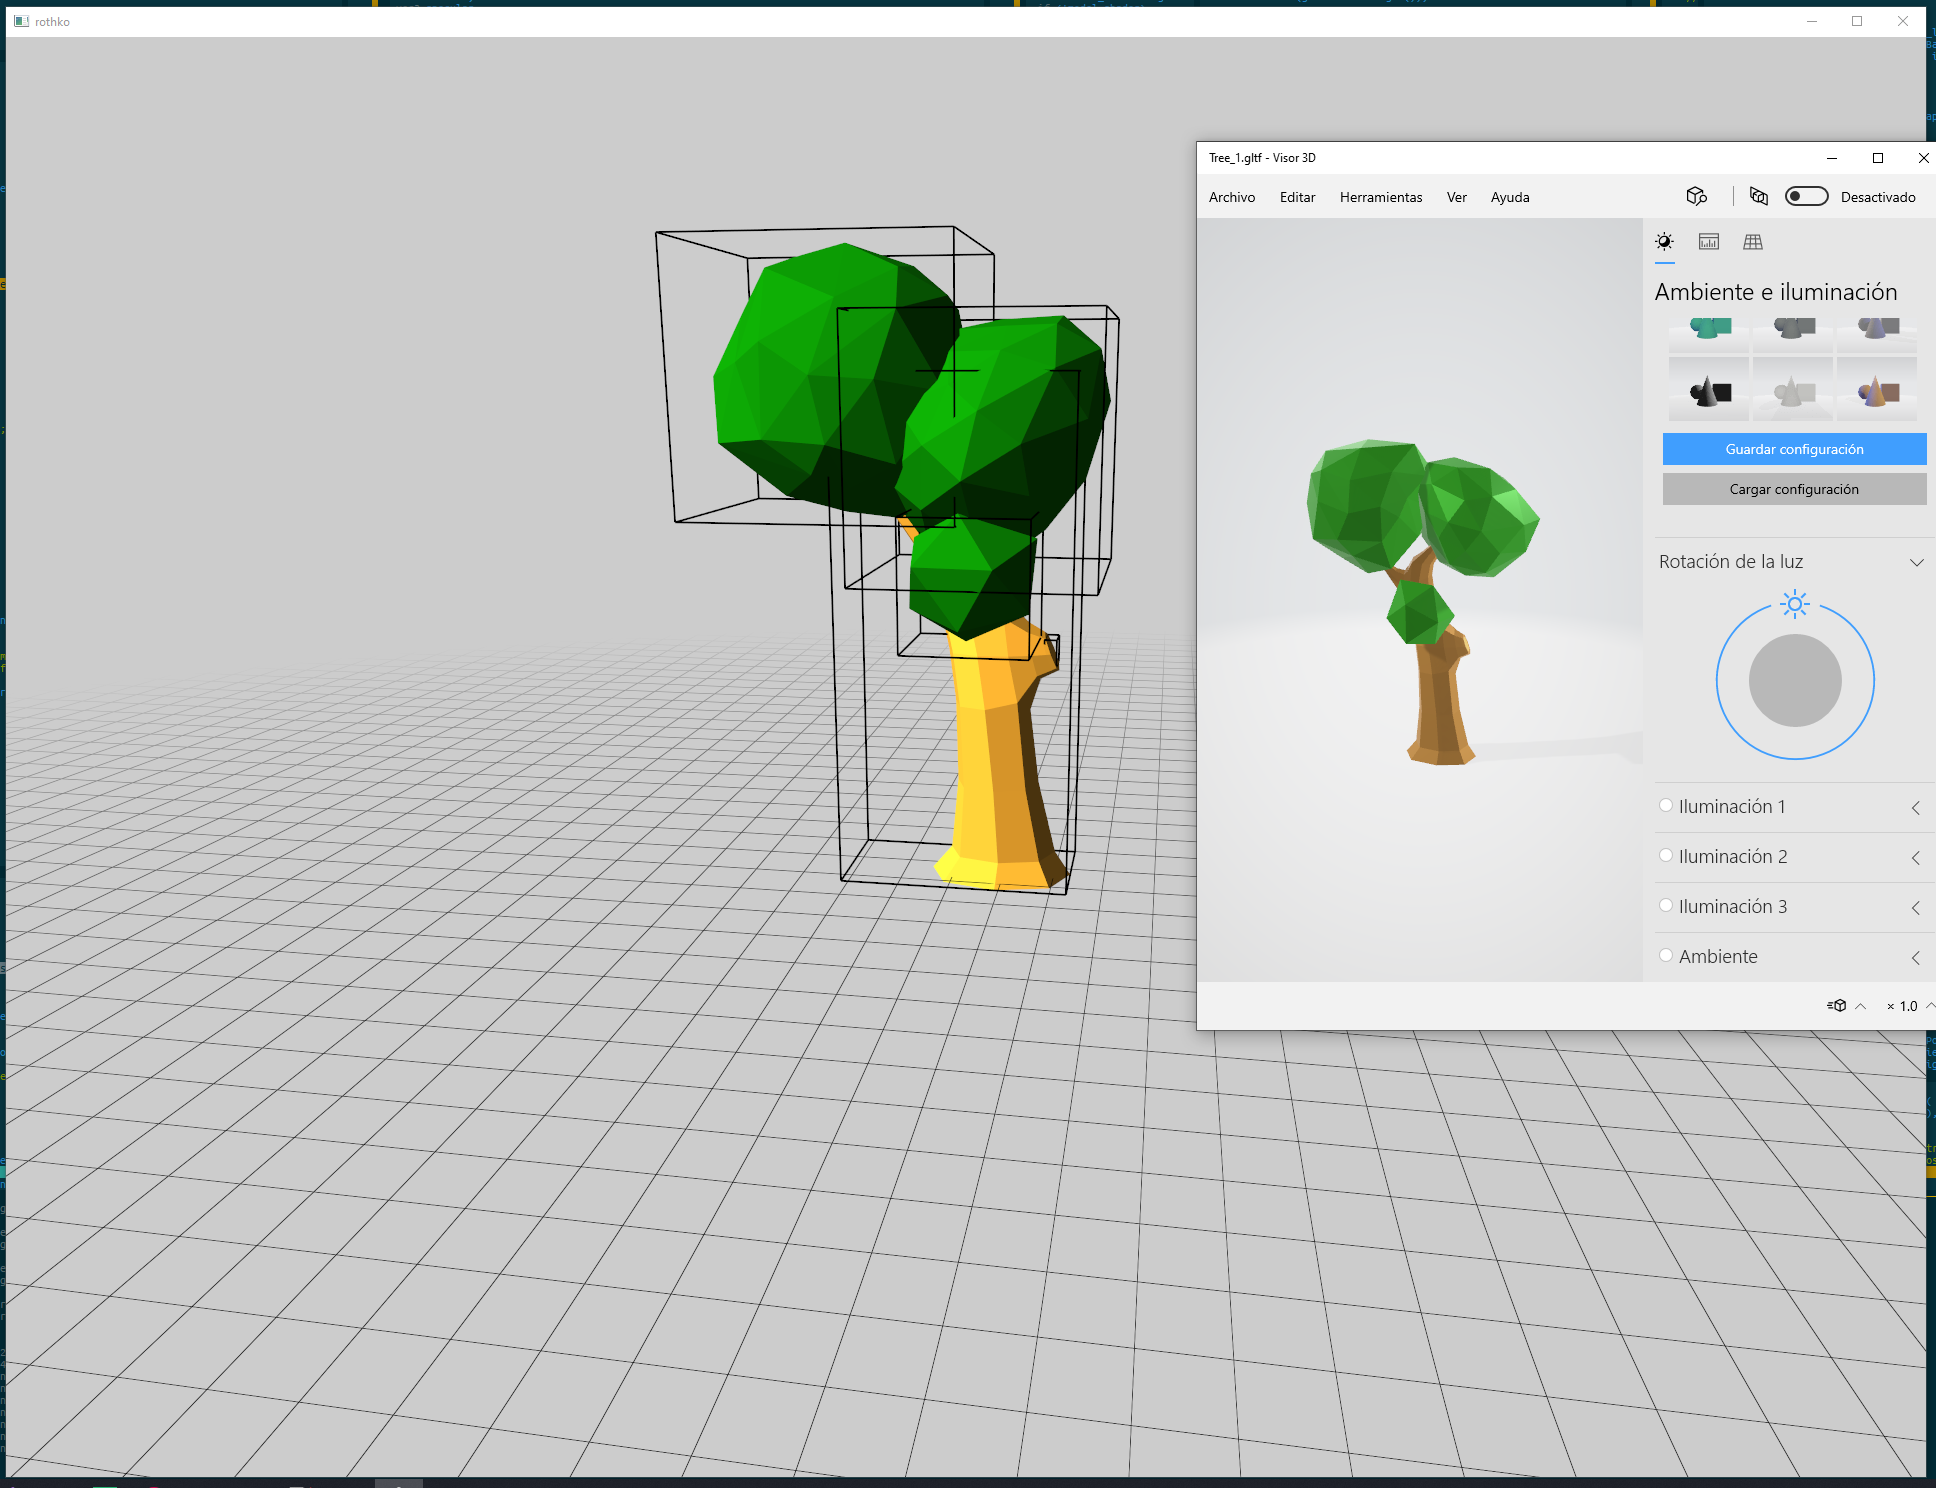 rothko
Tree_1.gltf - Visor 3D
Archivo Editar Herramientas Ver Ayuda Desactivado
Ambiente e iluminación
Guardar configuración
Cargar configuración
Rotación de la luz
Iluminación 1
Iluminación 2
Iluminación 3
Ambiente
× 1.0